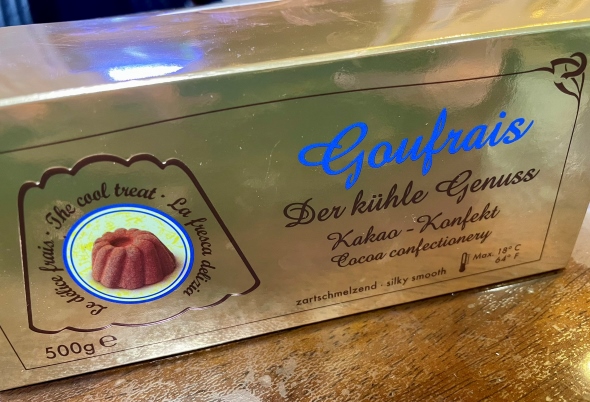 Le délice frais · The cool treat · La fresca delizia
500g ℮
Goufrais
Der kühle Genuss
Kakao-Konfekt
Cocoa confectionery
zartschmelzend · silky smooth
Max. 18° C
64° F